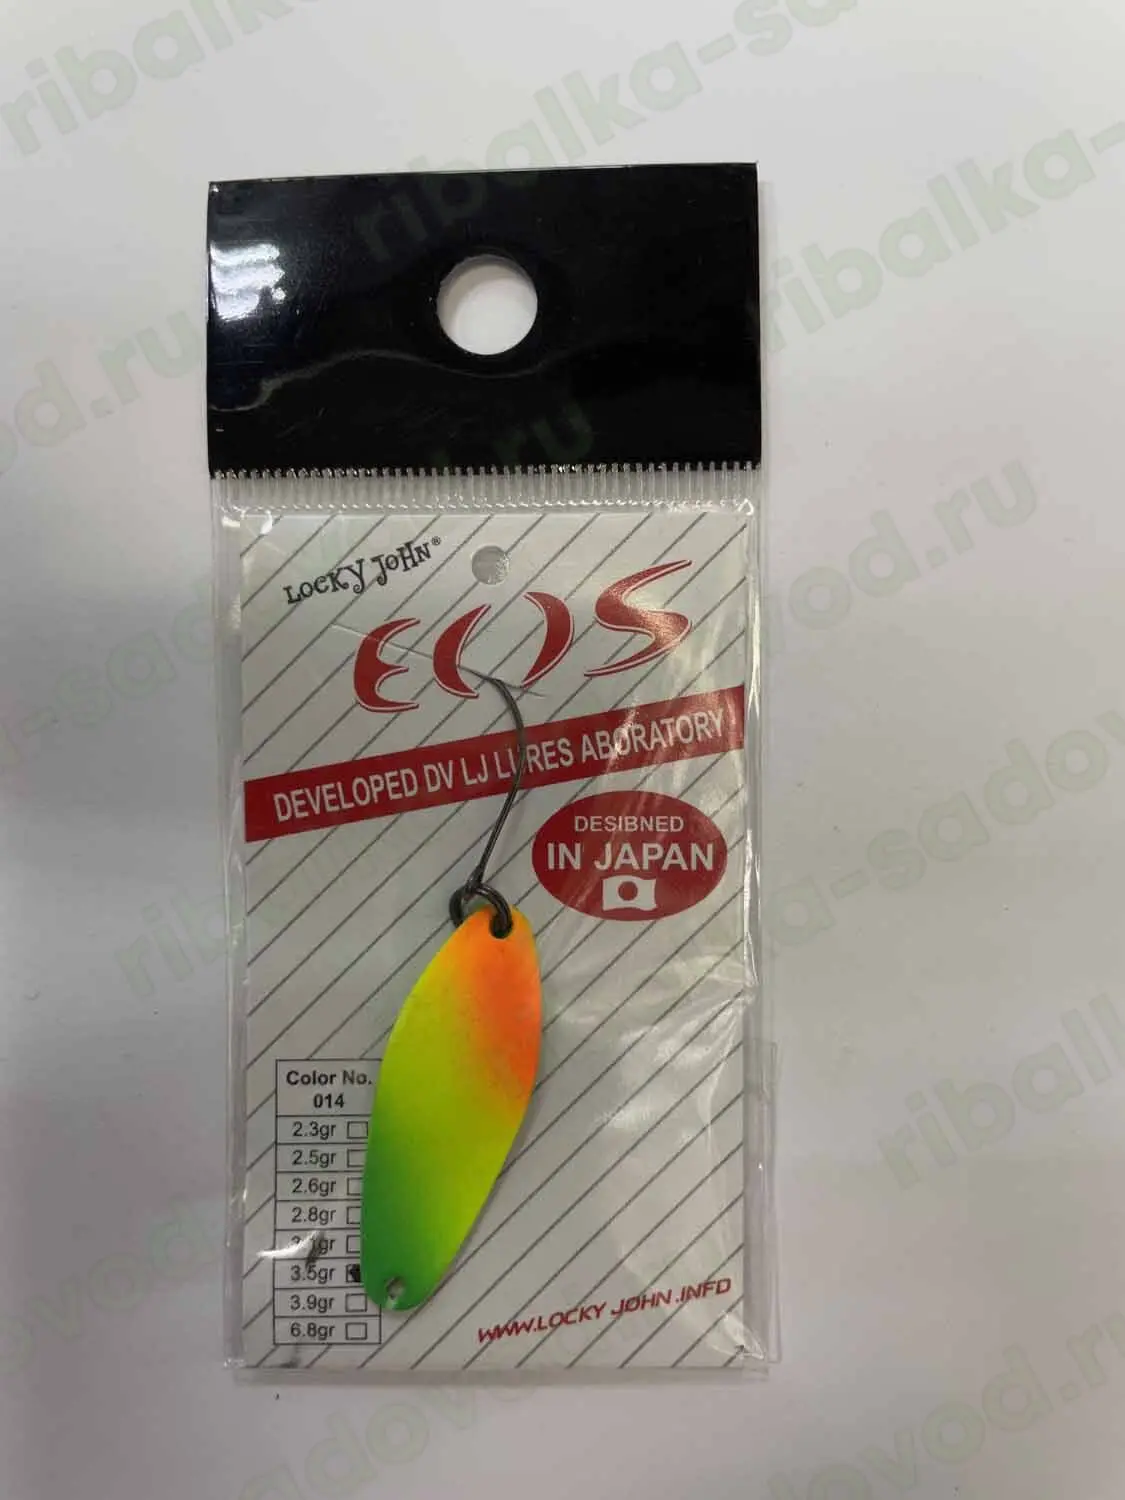 LOCKY JOHN®
EOS
DEVELOPED DV LJ LURES ABORATORY
DESIBNED
IN JAPAN
Color No.
014
2.3gr
2.5gr
2.6gr
2.8gr
3.5gr
3.9gr
6.8gr
WWW.LOCKY JOHN.INFD
ribalka-sadovod.ru